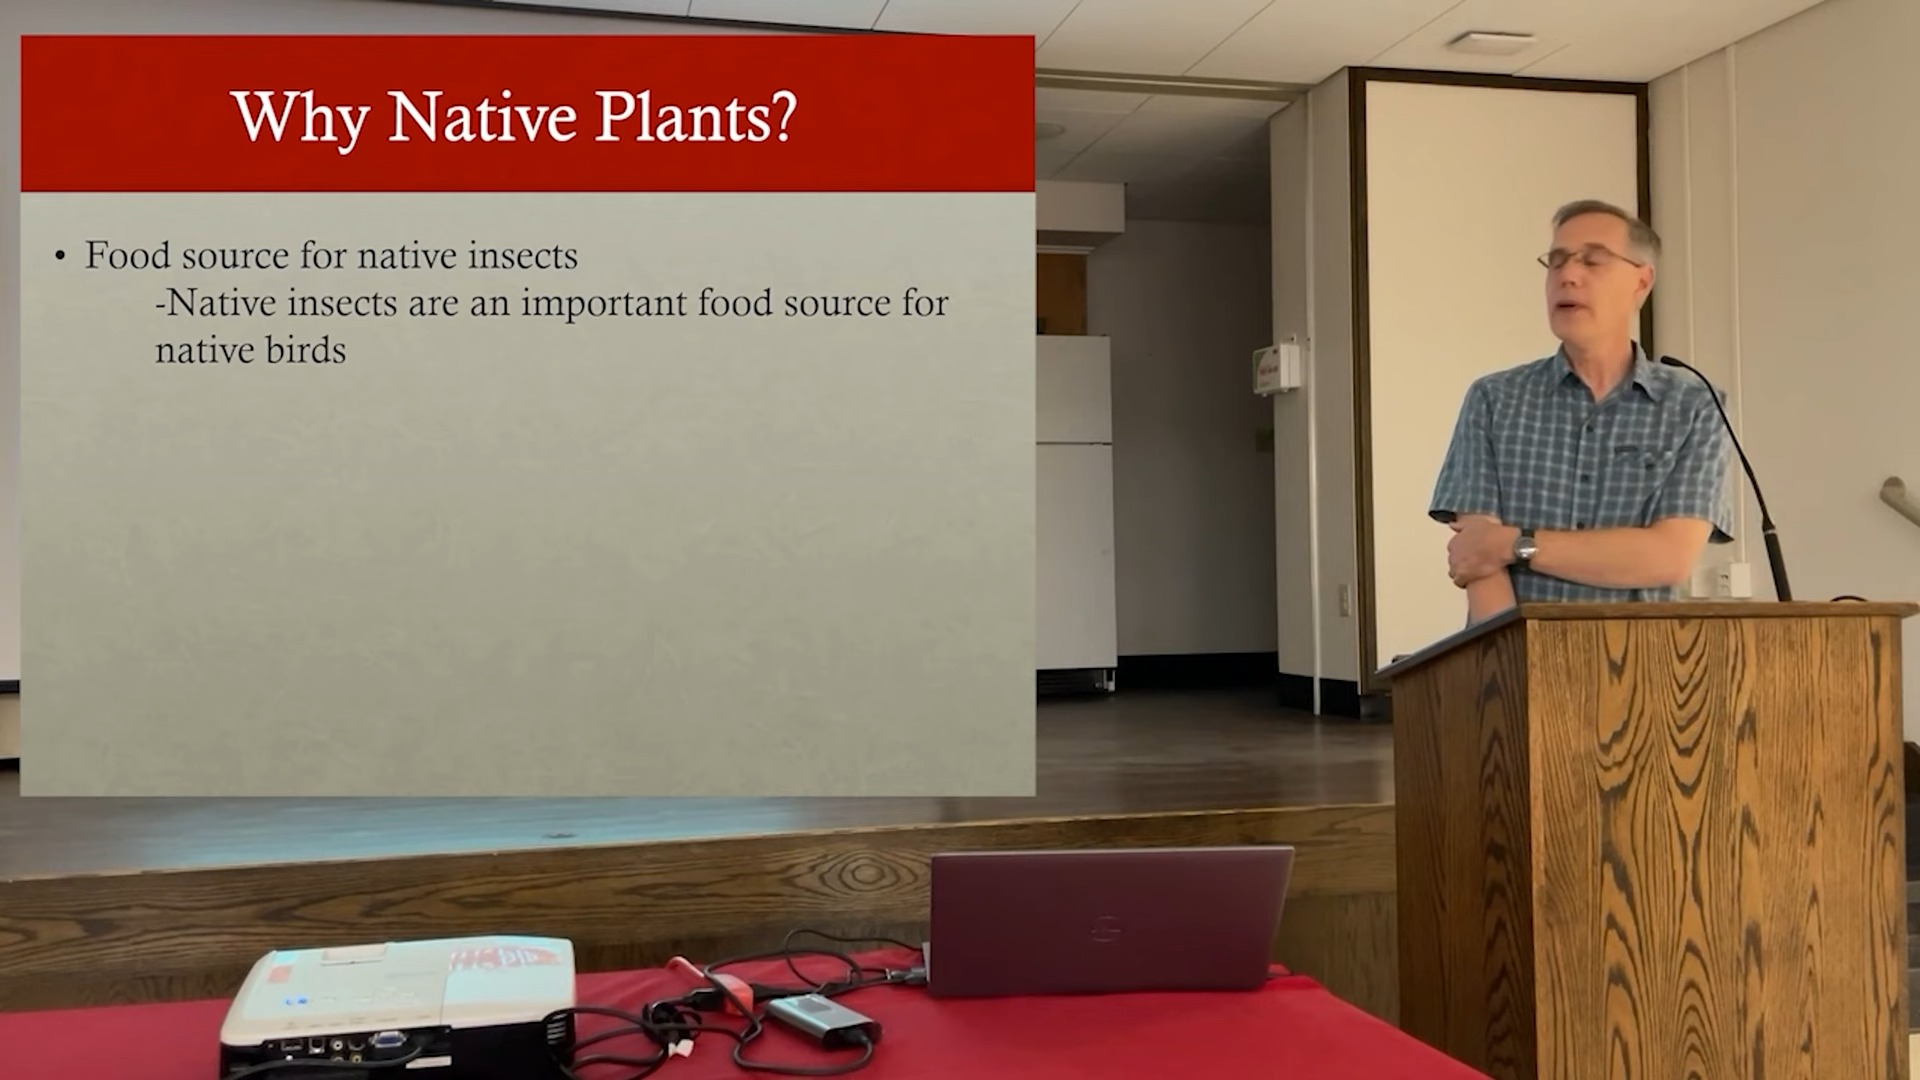 Why Native Plants?
• Food source for native insects
-Native insects are an important food source for
native birds